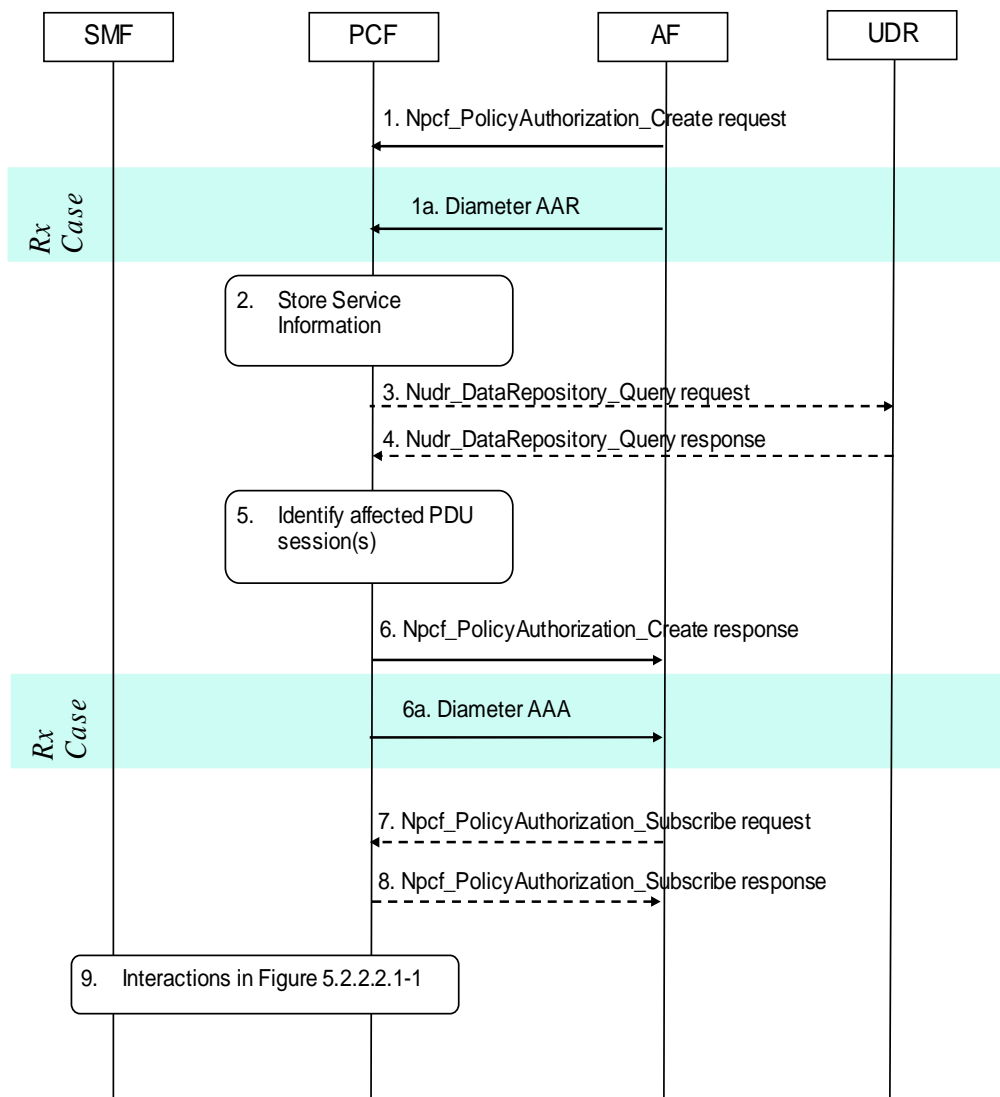 SMF
PCF
AF
UDR
1. Npcf_PolicyAuthorization_Create request
Rx
Case
1a. Diameter AAR
2. Store Service
Information
3. Nudr_DataRepository_Query request
4. Nudr_DataRepository_Query response
5. Identify affected PDU
session(s)
6. Npcf_PolicyAuthorization_Create response
Rx
Case
6a. Diameter AAA
7. Npcf_PolicyAuthorization_Subscribe request
8. Npcf_PolicyAuthorization_Subscribe response
9. Interactions in Figure 5.2.2.2.1-1